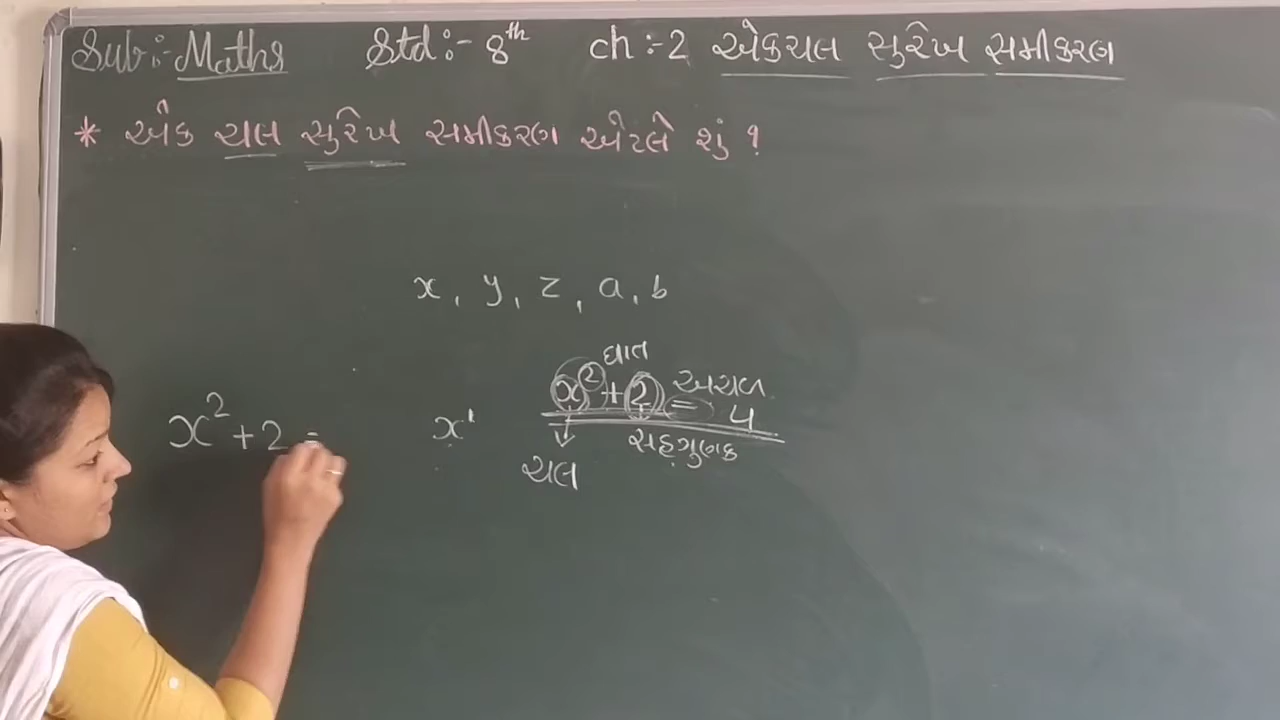 Sub:- Maths Std:- 8th ch:-2 એકચલ સુરેખ સમીકરણ
* એક ચલ સુરેખ સમીકરણ એટલે શું ?
x, y, z, a, b
ઘાત
x² + 2 = 4 અચળ
x² + 2 = x¹
સહગુણક
ચલ